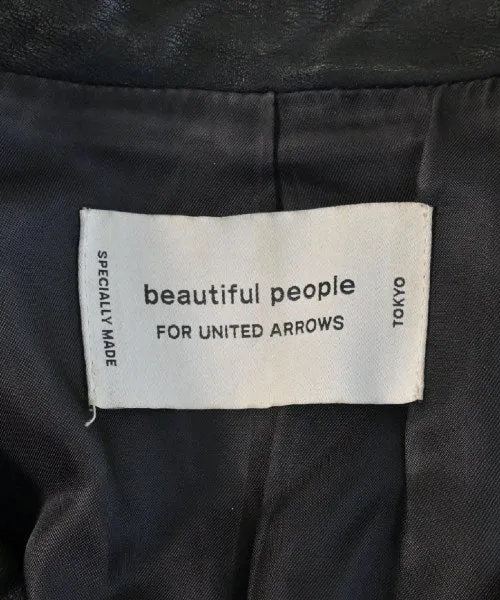 SPECIALLY MADE
beautiful people
FOR UNITED ARROWS
TOKYO